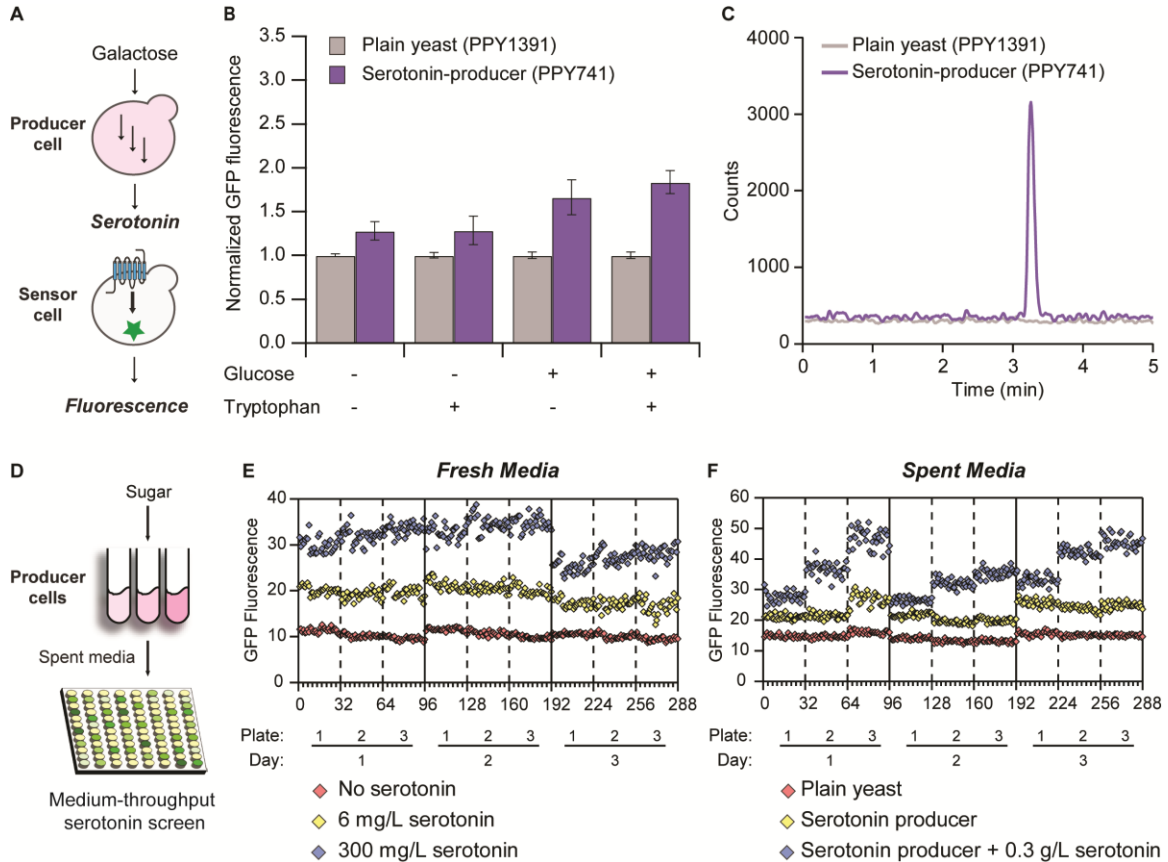 A
Galactose
Producer
cell
Serotonin
Sensor
cell
Fluorescence
B
Normalized GFP fluorescence
3.5
3.0
2.5
2.0
1.5
1.0
0.5
0.0
Plain yeast (PPY1391)
Serotonin-producer (PPY741)
Glucose - - + +
Tryptophan - + - +
C
Counts
4000
3000
2000
1000
0
Plain yeast (PPY1391)
Serotonin-producer (PPY741)
0 1 2 3 4 5
Time (min)
D
Sugar
Producer
cells
Spent media
Medium-throughput
serotonin screen
E
Fresh Media
GFP Fluorescence
40
30
20
10
0
0 32 64 96 128 160 192 224 256 288
Plate: 1 2 3 1 2 3 1 2 3
Day: 1 2 3
No serotonin
6 mg/L serotonin
300 mg/L serotonin
F
Spent Media
GFP Fluorescence
60
50
40
30
20
10
0
0 32 64 96 128 160 192 224 256 288
Plate: 1 2 3 1 2 3 1 2 3
Day: 1 2 3
Plain yeast
Serotonin producer
Serotonin producer + 0.3 g/L serotonin